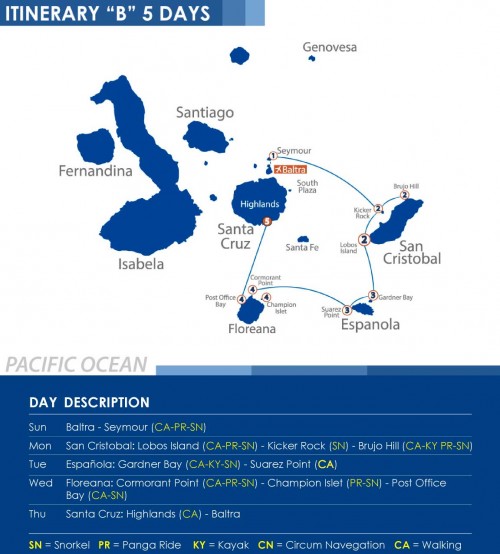 ITINERARY “B” 5 DAYS
Genovesa
Santiago
Fernandina
1
Seymour
Baltra
South
Plaza
Brujo Hill
2
Kicker
Rock
2
Highlands
5
Santa
Cruz
Santa Fe
2
Lobos
Island
San
Cristobal
Isabela
Cormorant
Point
4
Post Office
Bay
4
4
Champion
Islet
Floreana
3
Gardner Bay
Suarez
Point
3
Espanola
PACIFIC OCEAN
DAY DESCRIPTION
Sun Baltra - Seymour (CA-PR-SN)
Mon San Cristobal: Lobos Island (CA-PR-SN) - Kicker Rock (SN) - Brujo Hill (CA-KY PR-SN)
Tue Española: Gardner Bay (CA-KY-SN) - Suarez Point (CA)
Wed Floreana: Cormorant Point (CA-PR-SN) - Champion Islet (PR-SN) - Post Office
Bay (CA-SN)
Thu Santa Cruz: Highlands (CA) - Baltra
SN = Snorkel PR = Panga Ride KY = Kayak CN = Circum Navegation CA = Walking